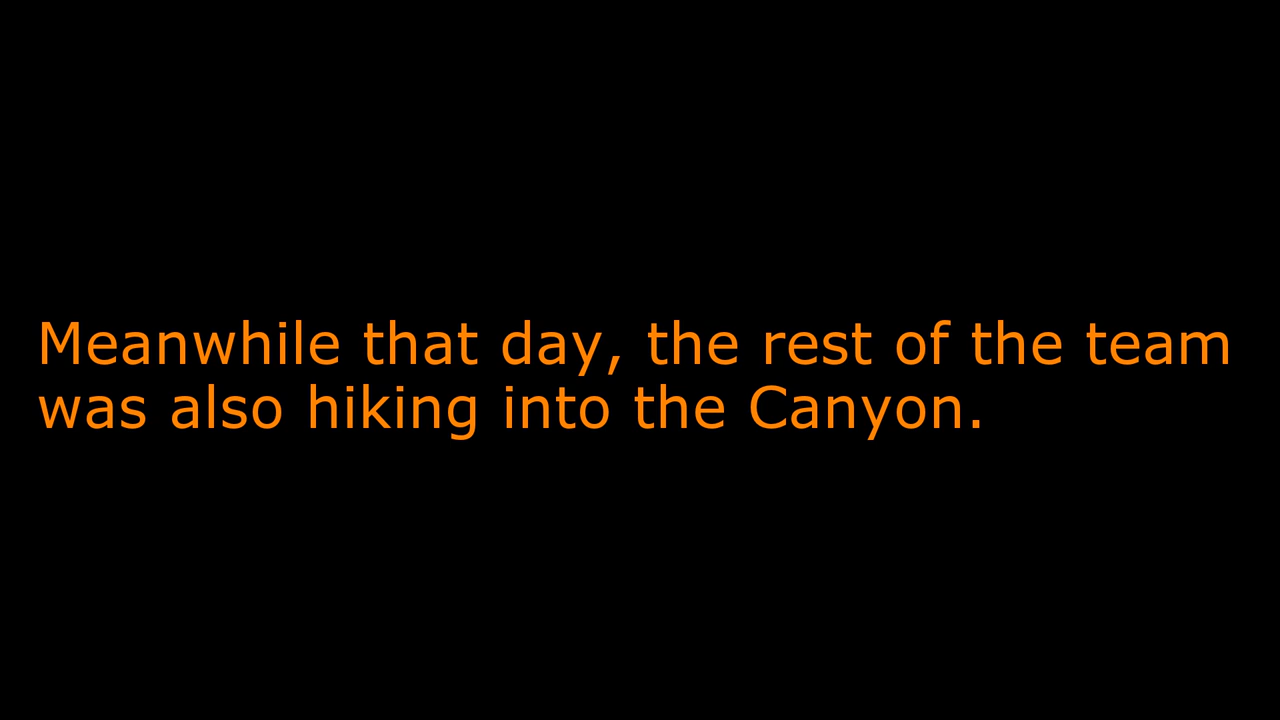 Meanwhile that day, the rest of the team
was also hiking into the Canyon.